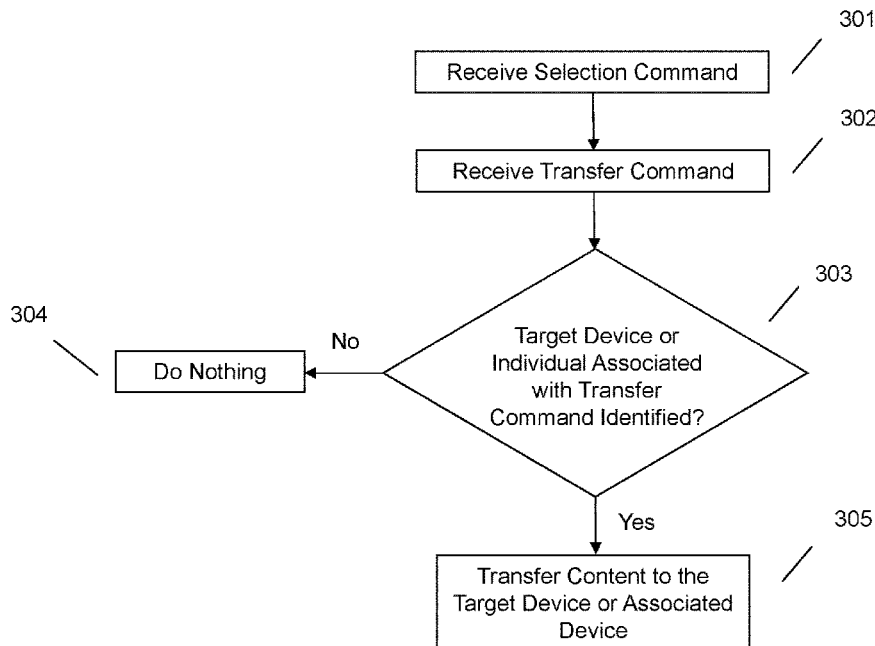 301
Receive Selection Command
302
Receive Transfer Command
303
304
Target Device or
Individual Associated
with Transfer
Command Identified?
No
Do Nothing
Yes
305
Transfer Content to the
Target Device or Associated
Device